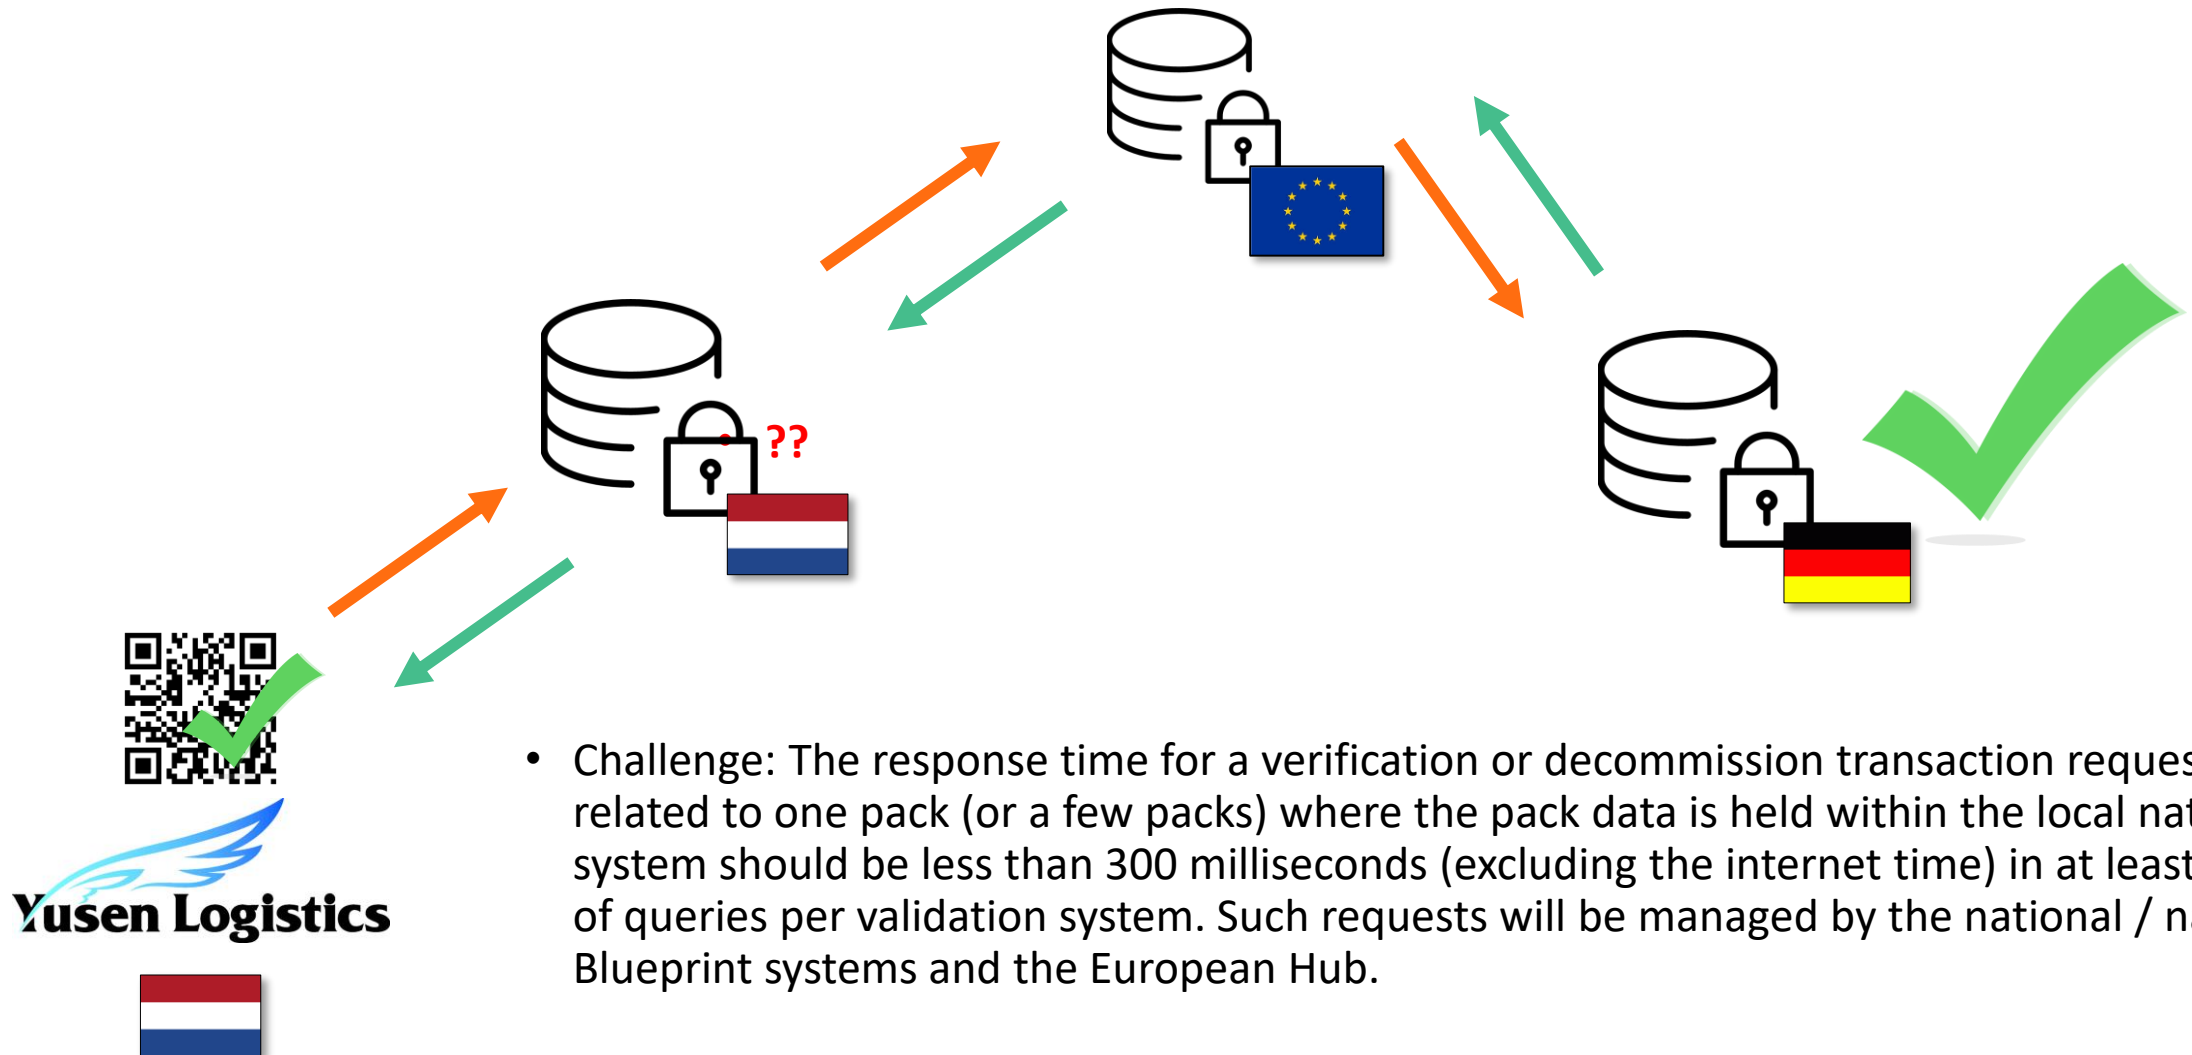 ??
Yusen Logistics
• Challenge: The response time for a verification or decommission transaction reques
related to one pack (or a few packs) where the pack data is held within the local nat
system should be less than 300 milliseconds (excluding the internet time) in at least
of queries per validation system. Such requests will be managed by the national / na
Blueprint systems and the European Hub.